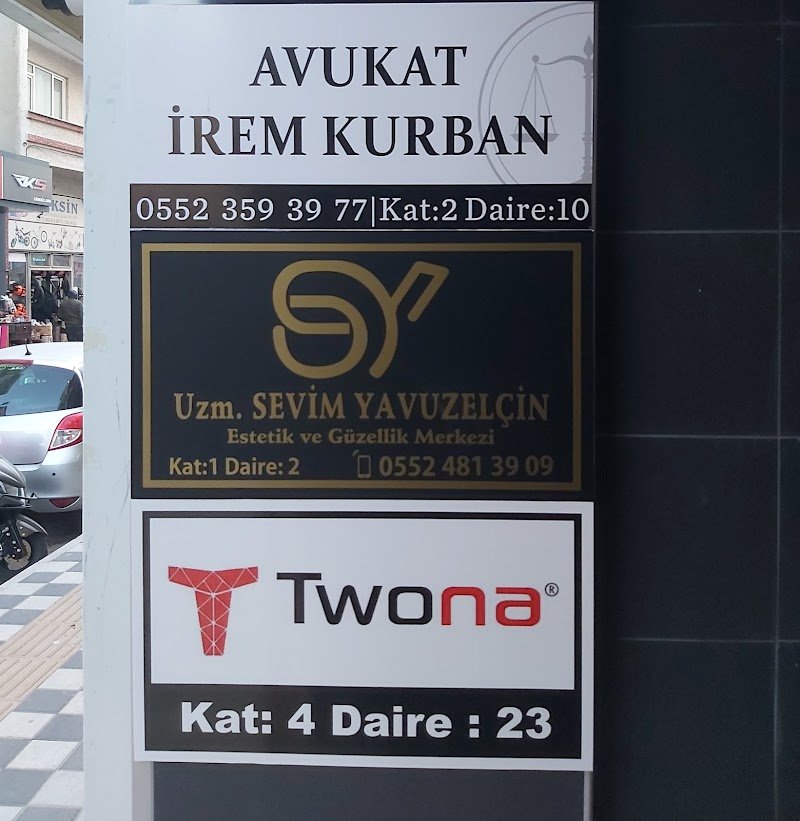 AVUKAT
İREM KURBAN
0552 359 39 77|Kat:2 Daire:10
SY
Uzm. SEVİM YAVUZELÇİN
Estetik ve Güzellik Merkezi
Kat:1 Daire: 2 0552 481 39 09
T Twona®
Kat: 4 Daire : 23
RKS